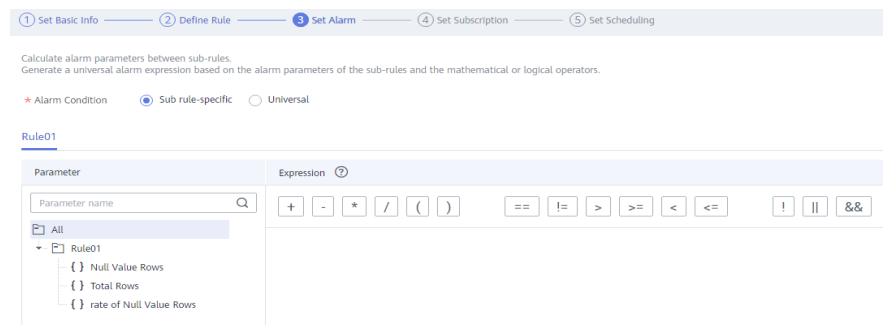 1 Set Basic Info 2 Define Rule 3 Set Alarm 4 Set Subscription 5 Set Scheduling
Calculate alarm parameters between sub-rules.
Generate a universal alarm expression based on the alarm parameters of the sub-rules and the mathematical or logical operators.
* Alarm Condition Sub rule-specific Universal
Rule01
Parameter Expression ?
Parameter name + - * / ( ) == != > >= < <= ! || &&
All
Rule01
{ } Null Value Rows
{ } Total Rows
{ } rate of Null Value Rows